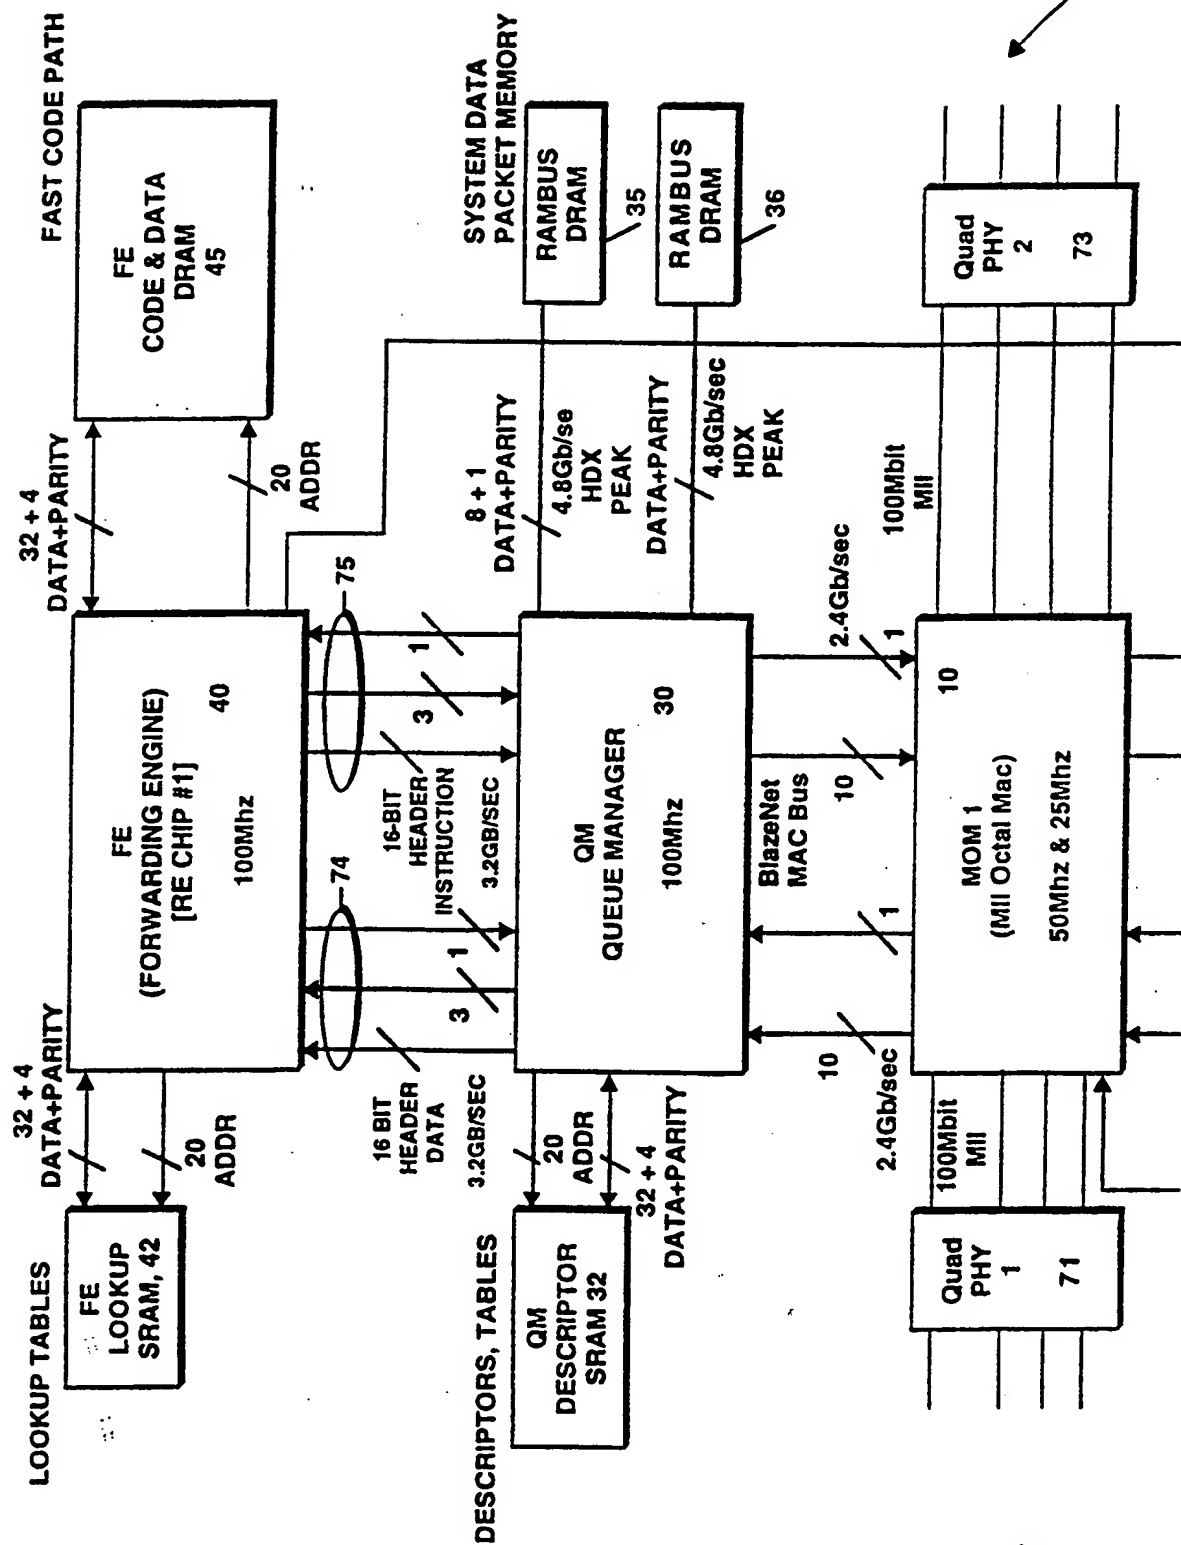 LOOKUP TABLES
FE
LOOKUP
SRAM, 42
32 + 4
DATA+PARITY
20
ADDR
FE
(FORWARDING ENGINE)
[RE CHIP #1]
40
100Mhz
32 + 4
DATA+PARITY
20
ADDR
FAST CODE PATH
FE
CODE & DATA
DRAM
45
74
75
16 BIT
HEADER
DATA
3.2GB/SEC
3
1
16-BIT
HEADER
INSTRUCTION
3.2GB/SEC
3
1
DESCRIPTORS, TABLES
QM
DESCRIPTOR
SRAM 32
20
ADDR
32 + 4
DATA+PARITY
QM
QUEUE MANAGER
30
100Mhz
8 + 1
DATA+PARITY
4.8Gb/se
HDX
PEAK
DATA+PARITY
4.8Gb/sec
HDX
PEAK
SYSTEM DATA
PACKET MEMORY
RAMBUS
DRAM
35
RAMBUS
DRAM
36
10
2.4Gb/sec
1
BlazeNet
MAC Bus
10
2.4Gb/sec
1
Quad
PHY
1
71
100Mbit
MII
MOM 1
(MII Octal Mac)
10
50Mhz & 25Mhz
100Mbit
MII
Quad
PHY
2
73